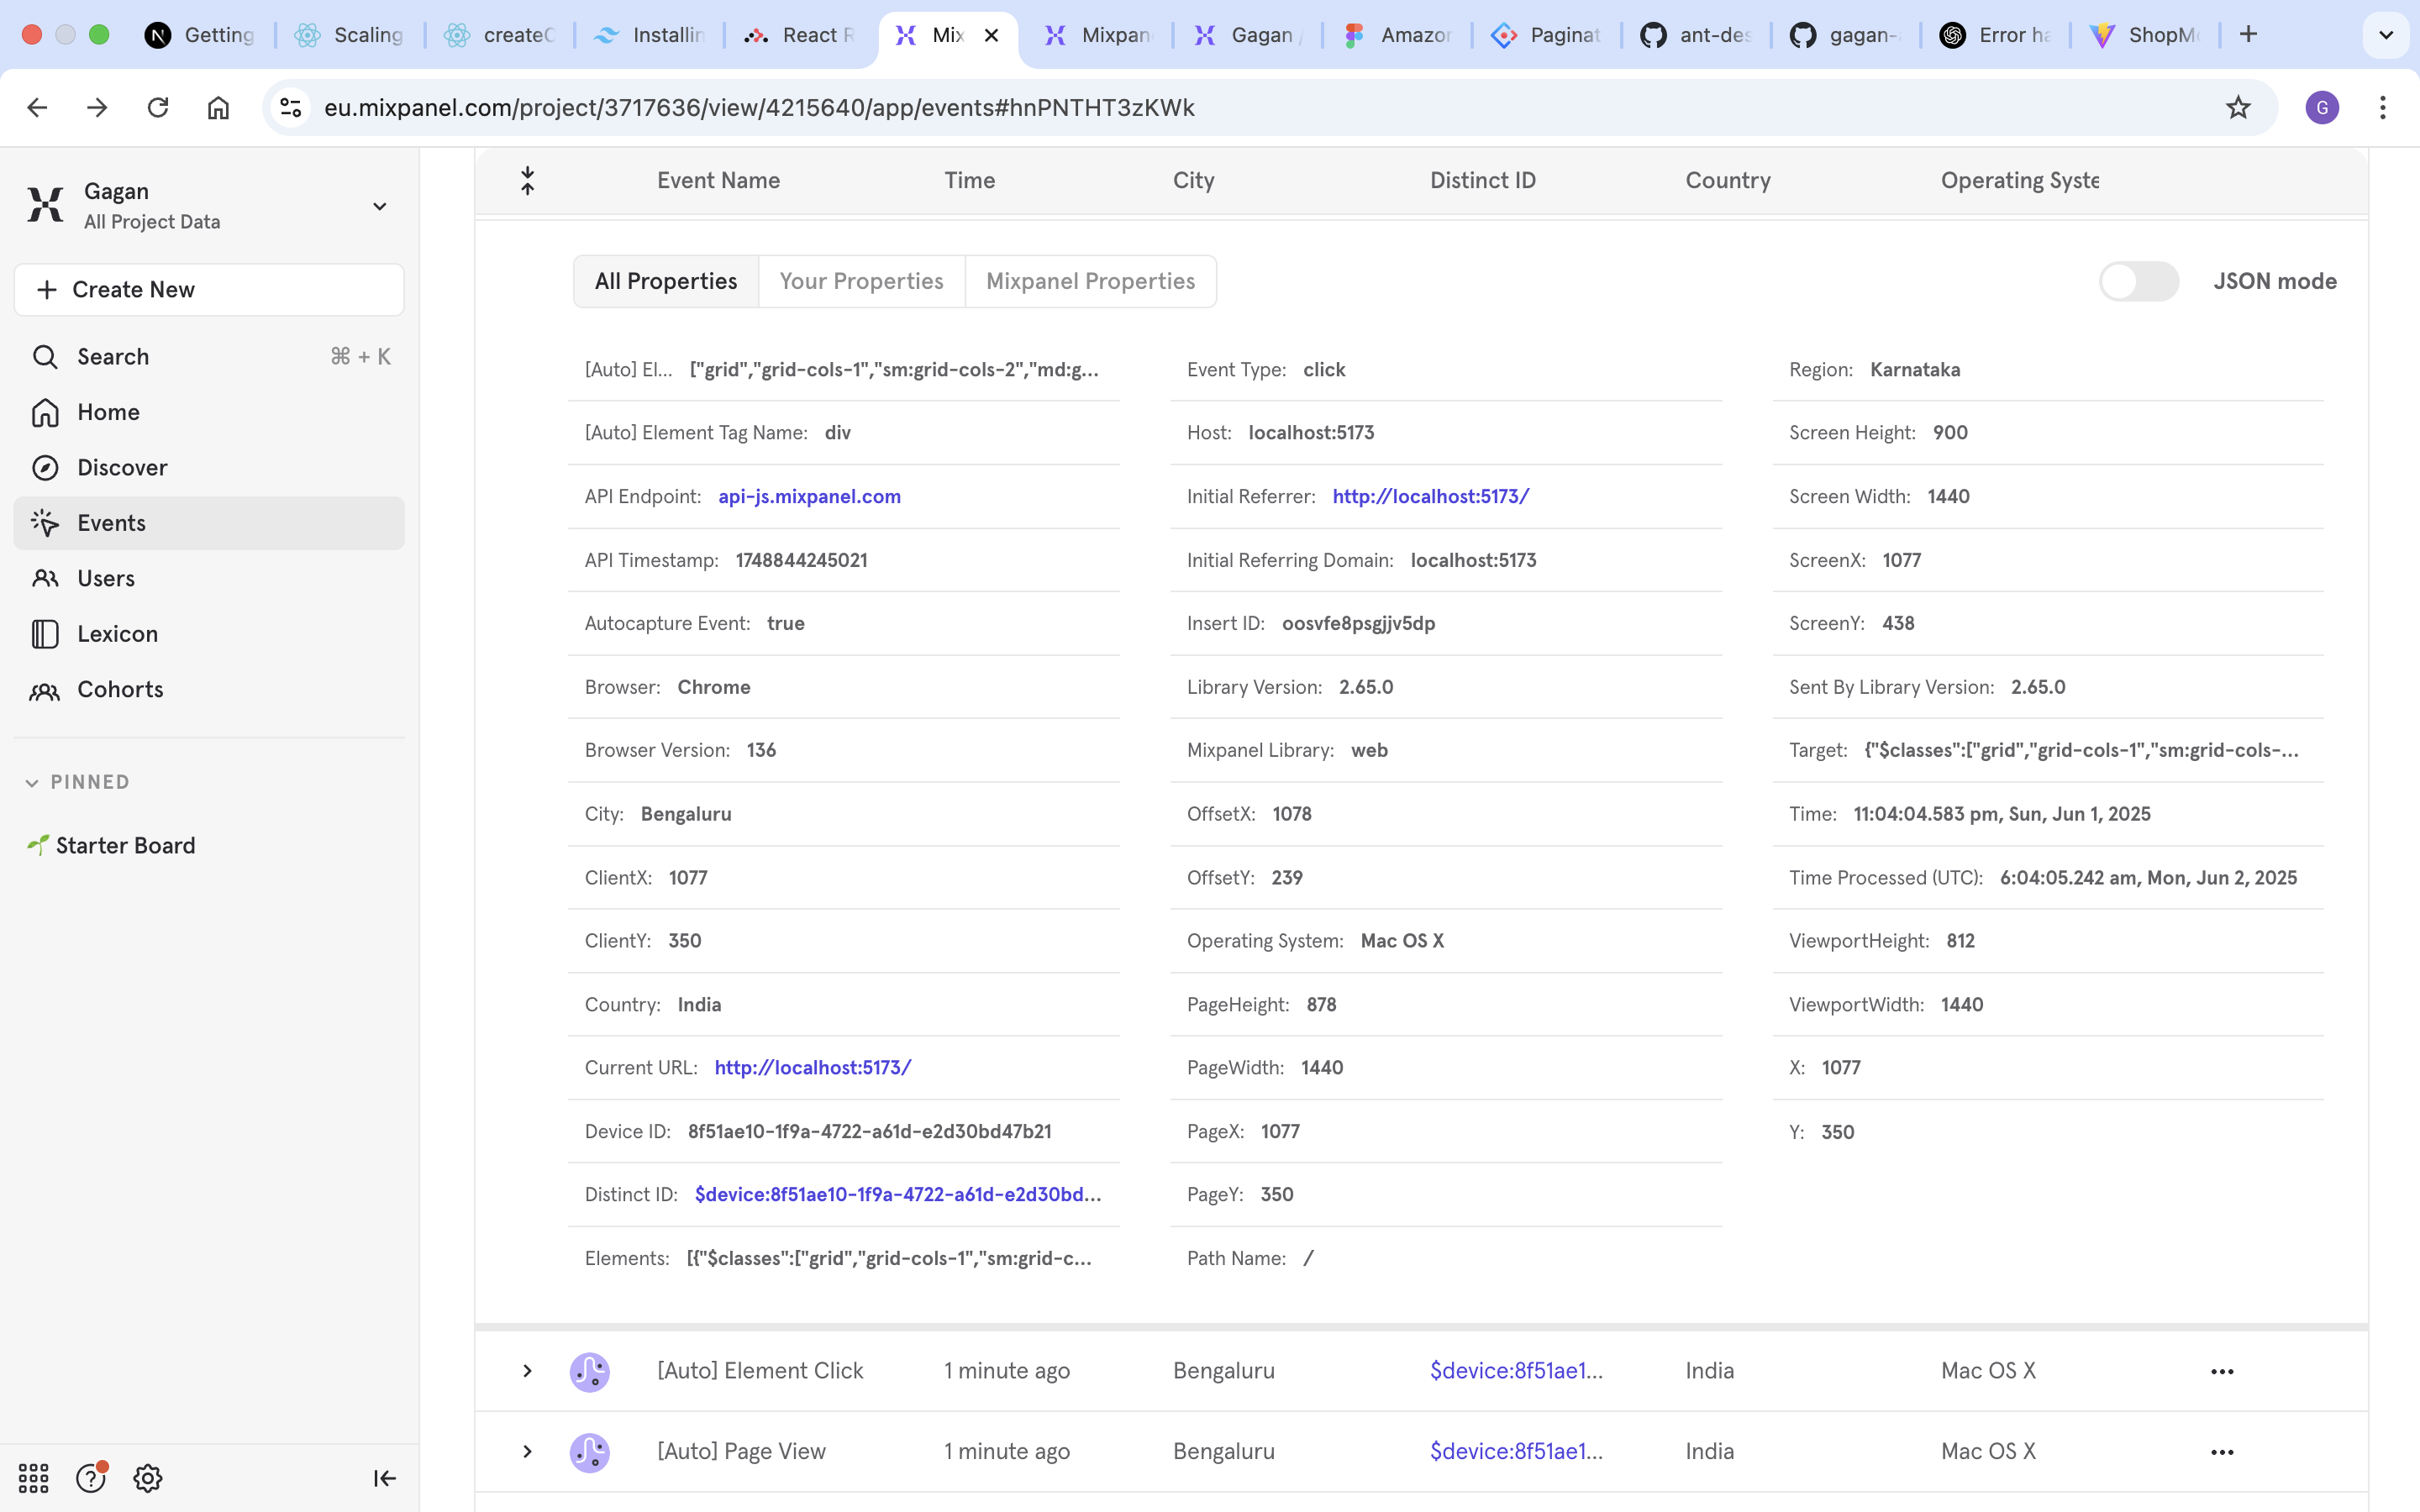 Getting
Scaling
createC
Installin
React R
Mix
Mixpan
Gagan /
Amazon
Paginat
ant-des
gagan-
Error ha
ShopMo
eu.mixpanel.com/project/3717636/view/4215640/app/events#hnPNTHT3zKWk
G
Gagan
All Project Data
Create New
Search ⌘ + K
Home
Discover
Events
Users
Lexicon
Cohorts
PINNED
Starter Board
Event Name Time City Distinct ID Country Operating Syste
All Properties Your Properties Mixpanel Properties JSON mode
[Auto] El... ["grid","grid-cols-1","sm:grid-cols-2","md:g...
[Auto] Element Tag Name: div
API Endpoint: api-js.mixpanel.com
API Timestamp: 1748844245021
Autocapture Event: true
Browser: Chrome
Browser Version: 136
City: Bengaluru
ClientX: 1077
ClientY: 350
Country: India
Current URL: http://localhost:5173/
Device ID: 8f51ae10-1f9a-4722-a61d-e2d30bd47b21
Distinct ID: $device:8f51ae10-1f9a-4722-a61d-e2d30bd...
Elements: [{"$classes":["grid","grid-cols-1","sm:grid-c...
Event Type: click
Host: localhost:5173
Initial Referrer: http://localhost:5173/
Initial Referring Domain: localhost:5173
Insert ID: oosvfe8psgjjv5dp
Library Version: 2.65.0
Mixpanel Library: web
OffsetX: 1078
OffsetY: 239
Operating System: Mac OS X
PageHeight: 878
PageWidth: 1440
PageX: 1077
PageY: 350
Path Name: /
Region: Karnataka
Screen Height: 900
Screen Width: 1440
ScreenX: 1077
ScreenY: 438
Sent By Library Version: 2.65.0
Target: {"$classes":["grid","grid-cols-1","sm:grid-cols-...
Time: 11:04:04.583 pm, Sun, Jun 1, 2025
Time Processed (UTC): 6:04:05.242 am, Mon, Jun 2, 2025
ViewportHeight: 812
ViewportWidth: 1440
X: 1077
Y: 350
[Auto] Element Click 1 minute ago Bengaluru $device:8f51ae1... India Mac OS X
[Auto] Page View 1 minute ago Bengaluru $device:8f51ae1... India Mac OS X